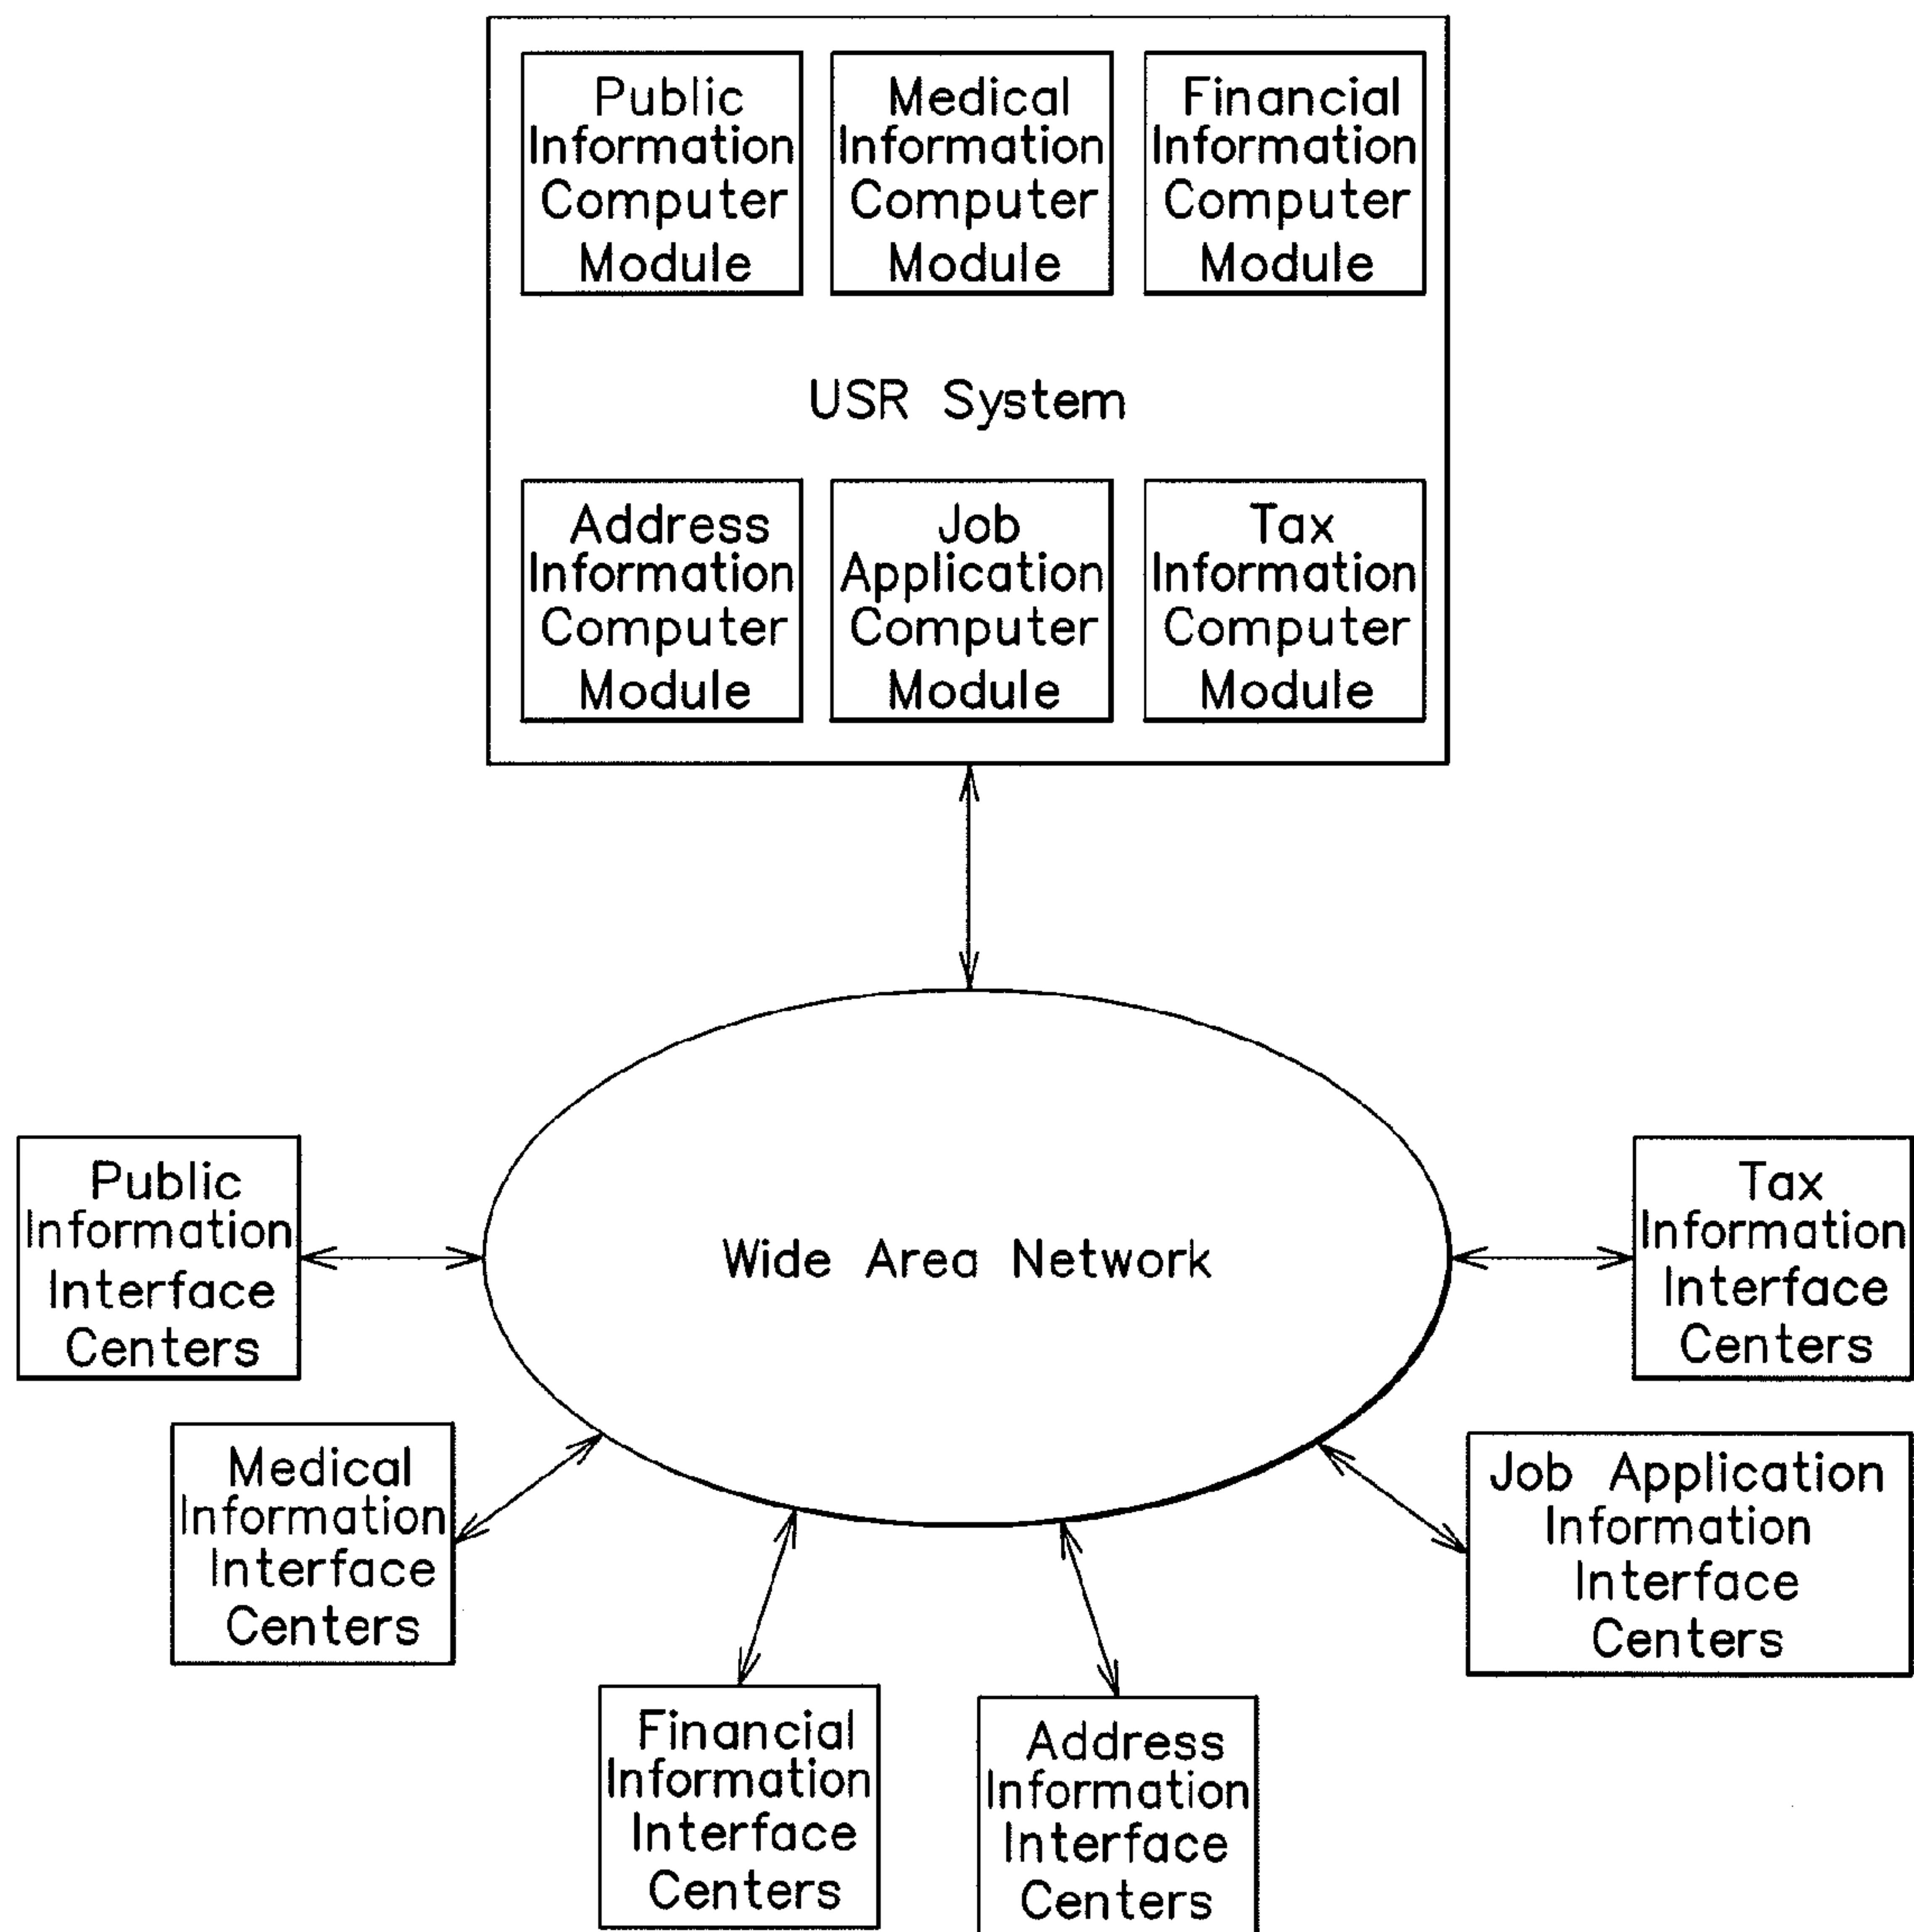 Public
Information
Computer
Module
Medical
Information
Computer
Module
Financial
Information
Computer
Module
USR System
Address
Information
Computer
Module
Job
Application
Computer
Module
Tax
Information
Computer
Module
Wide Area Network
Public
Information
Interface
Centers
Tax
Information
Interface
Centers
Medical
Information
Interface
Centers
Job Application
Information
Interface
Centers
Financial
Information
Interface
Centers
Address
Information
Interface
Centers